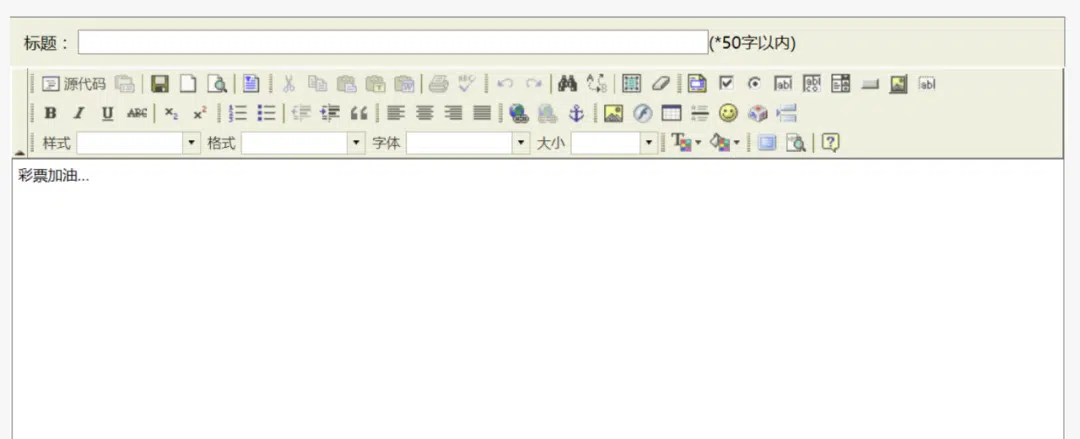 标题：(*50字以内)
源代码
B I U ABC ×₂ ×²
样式 格式 字体 大小
彩票加油...